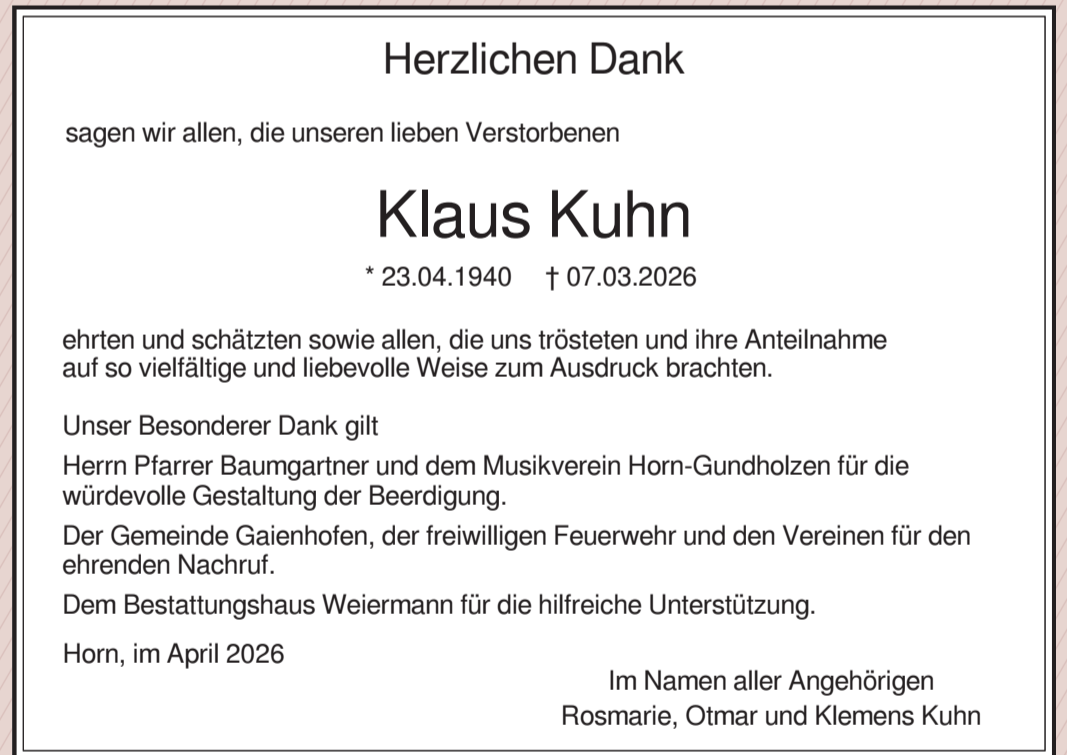 Herzlichen Dank
sagen wir allen, die unseren lieben Verstorbenen
Klaus Kuhn
* 23.04.1940 † 07.03.2026
ehrten und schätzten sowie allen, die uns trösteten und ihre Anteilnahme
auf so vielfältige und liebevolle Weise zum Ausdruck brachten.
Unser Besonderer Dank gilt
Herrn Pfarrer Baumgartner und dem Musikverein Horn-Gundholzen für die
würdevolle Gestaltung der Beerdigung.
Der Gemeinde Gaienhofen, der freiwilligen Feuerwehr und den Vereinen für den
ehrenden Nachruf.
Dem Bestattungshaus Weiermann für die hilfreiche Unterstützung.
Horn, im April 2026
Im Namen aller Angehörigen
Rosmarie, Otmar und Klemens Kuhn